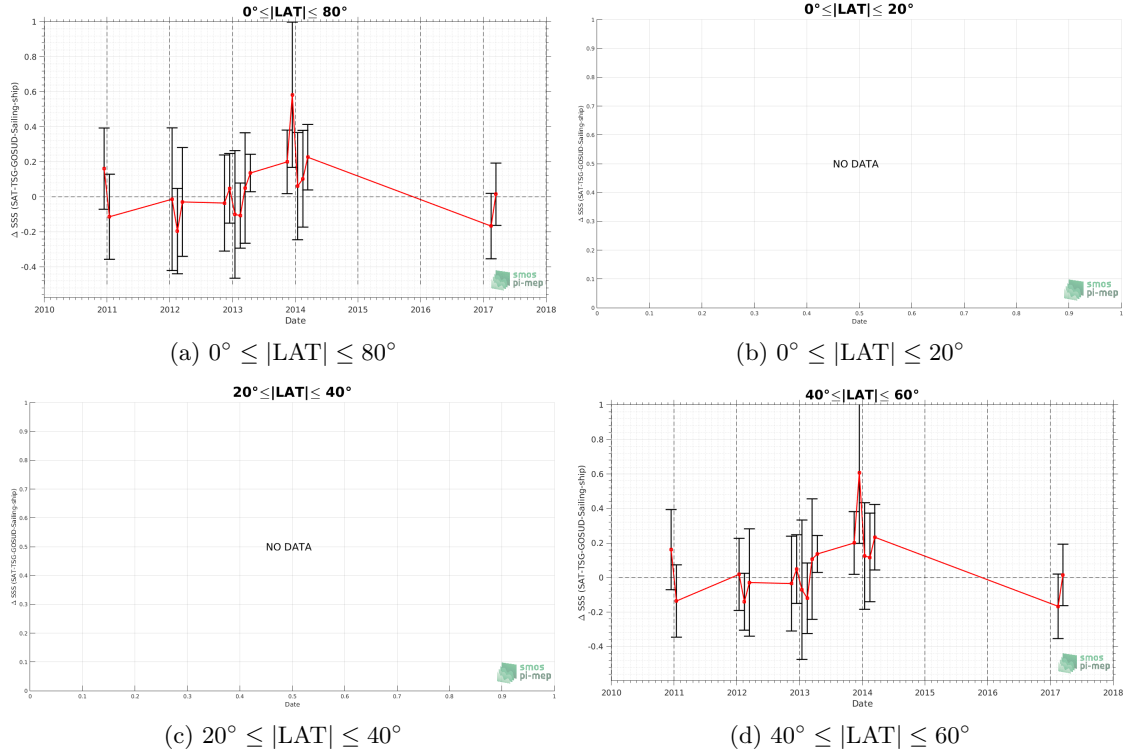 0°≤|LAT|≤ 80°
Δ SSS (SAT-TSG-GOSUD-Sailing-ship)
1
0.8
0.6
0.4
0.2
0
-0.2
-0.4
2010 2011 2012 2013 2014 2015 2016 2017 2018
Date
smos
pi-mep
(a) 0° ≤ |LAT| ≤ 80°
0°≤|LAT|≤ 20°
Δ SSS (SAT-TSG-GOSUD-Sailing-ship)
1
0.9
0.8
0.7
0.6
0.5
0.4
0.3
0.2
0.1
0
NO DATA
0 0.1 0.2 0.3 0.4 0.5 0.6 0.7 0.8 0.9 1
Date
smos
pi-mep
(b) 0° ≤ |LAT| ≤ 20°
20°≤|LAT|≤ 40°
Δ SSS (SAT-TSG-GOSUD-Sailing-ship)
1
0.9
0.8
0.7
0.6
0.5
0.4
0.3
0.2
0.1
0
NO DATA
0 0.1 0.2 0.3 0.4 0.5 0.6 0.7 0.8 0.9 1
Date
smos
pi-mep
(c) 20° ≤ |LAT| ≤ 40°
40°≤|LAT|≤ 60°
Δ SSS (SAT-TSG-GOSUD-Sailing-ship)
1
0.8
0.6
0.4
0.2
0
-0.2
-0.4
2010 2011 2012 2013 2014 2015 2016 2017 2018
Date
smos
pi-mep
(d) 40° ≤ |LAT| ≤ 60°